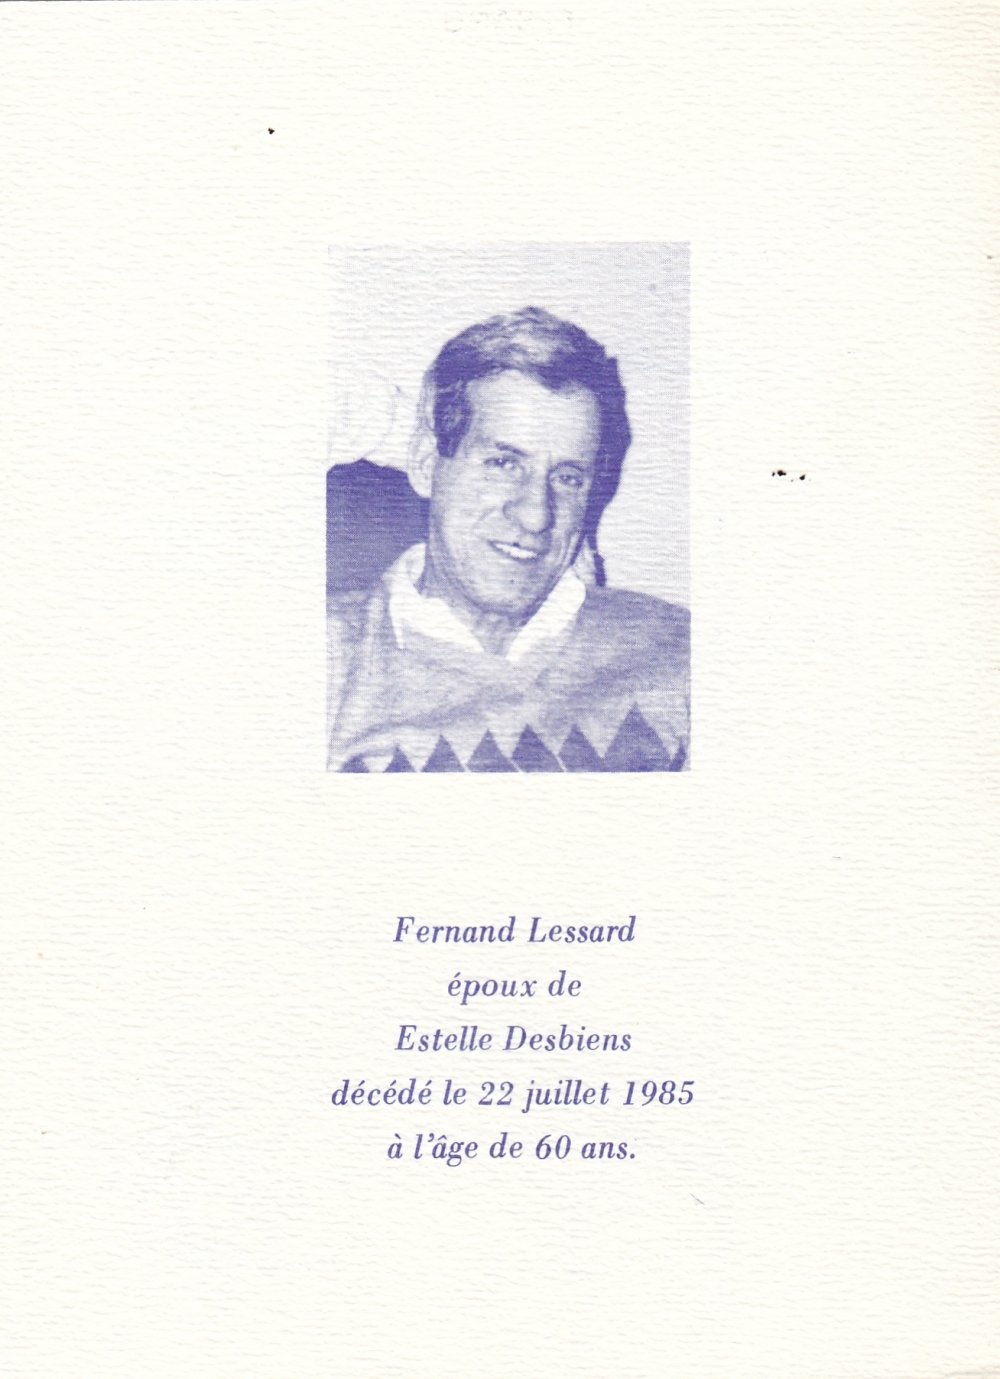 Fernand Lessard
époux de
Estelle Desbiens
décédé le 22 juillet 1985
à l'âge de 60 ans.